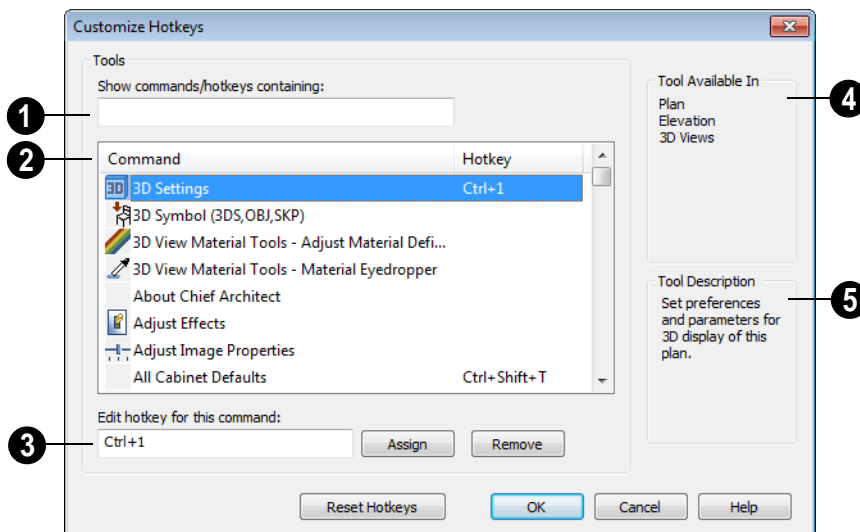 Customize Hotkeys
Tools
Show commands/hotkeys containing:
1
2
Command Hotkey
3D 3D Settings Ctrl+1
3D Symbol (3DS,OBJ,SKP)
3D View Material Tools - Adjust Material Defi...
3D View Material Tools - Material Eyedropper
About Chief Architect
Adjust Effects
Adjust Image Properties
All Cabinet Defaults Ctrl+Shift+T
Edit hotkey for this command:
3
Ctrl+1 Assign Remove
Tool Available In
4
Plan
Elevation
3D Views
Tool Description
5
Set preferences
and parameters for
3D display of this
plan.
Reset Hotkeys OK Cancel Help